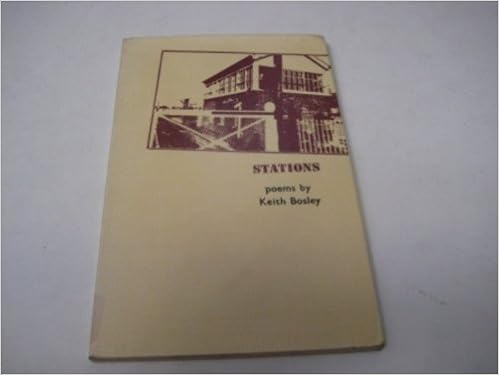 STATIONS
poems by
Keith Bosley